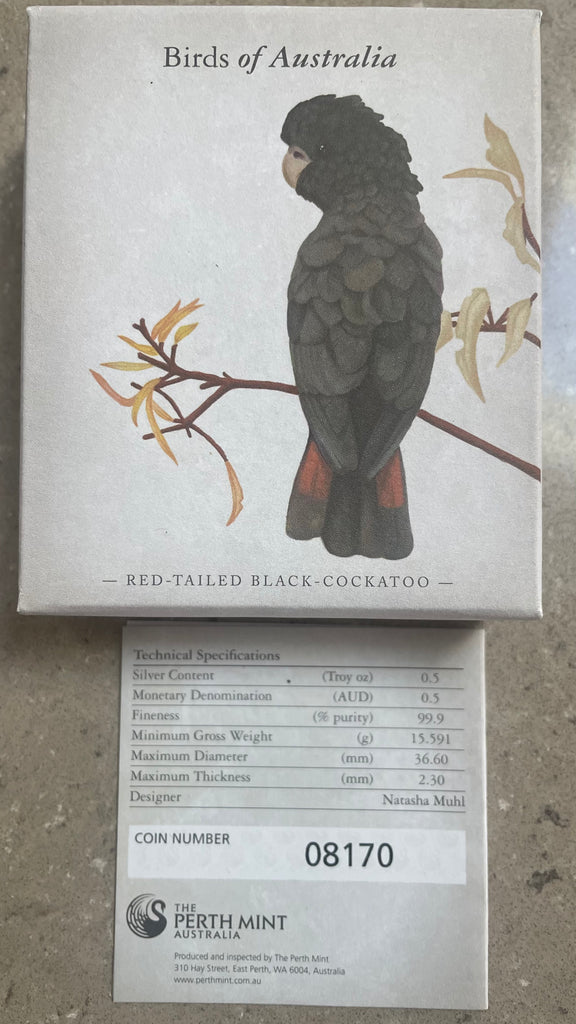 Birds of Australia
— RED-TAILED BLACK-COCKATOO —
Technical Specifications
Silver Content (Troy oz) 0.5
Monetary Denomination (AUD) 0.5
Fineness (% purity) 99.9
Minimum Gross Weight (g) 15.591
Maximum Diameter (mm) 36.60
Maximum Thickness (mm) 2.30
Designer Natasha Muhl
COIN NUMBER 08170
THE
PERTH MINT
AUSTRALIA
Produced and inspected by The Perth Mint
310 Hay Street, East Perth, WA 6004, Australia
www.perthmint.com.au